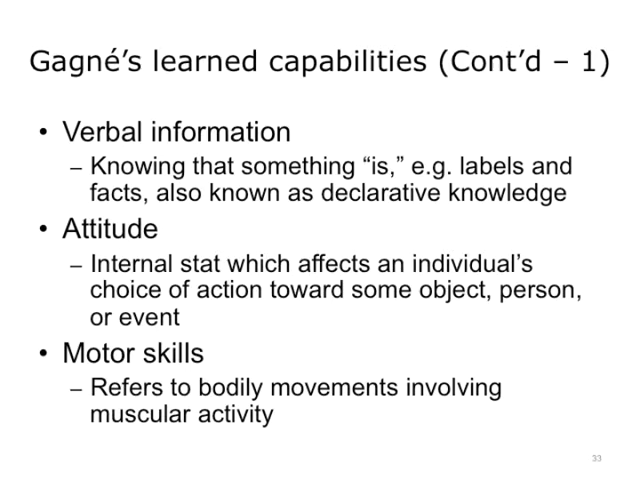 Gagné’s learned capabilities (Cont’d – 1)
• Verbal information
– Knowing that something “is,” e.g. labels and
facts, also known as declarative knowledge
• Attitude
– Internal stat which affects an individual’s
choice of action toward some object, person,
or event
• Motor skills
– Refers to bodily movements involving
muscular activity
33